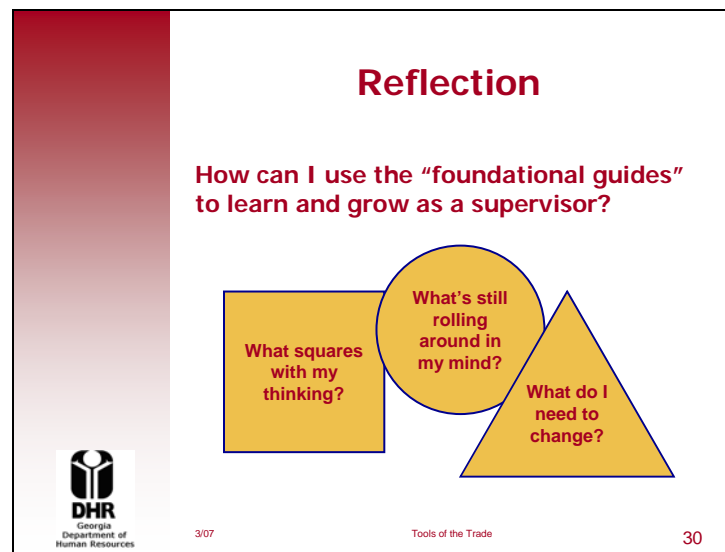 Reflection
How can I use the “foundational guides”
to learn and grow as a supervisor?
What squares
with my
thinking?
What’s still
rolling
around in
my mind?
What do I
need to
change?
DHR
Georgia
Department of
Human Resources
3/07
Tools of the Trade
30